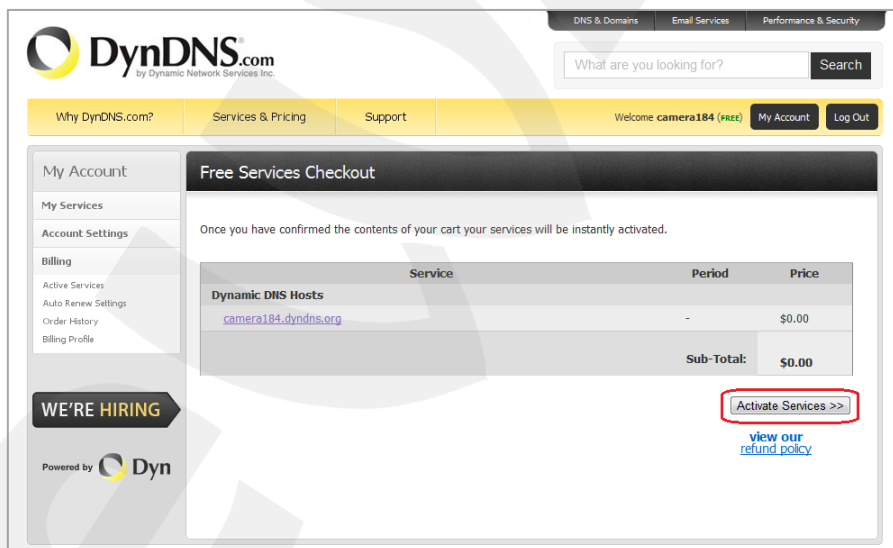 DNS & Domains Email Services Performance & Security
DynDNS.com
by Dynamic Network Services Inc.
What are you looking for? Search
Why DynDNS.com? Services & Pricing Support Welcome camera184 (FREE) My Account Log Out
My Account
My Services
Account Settings
Billing
Active Services
Auto Renew Settings
Order History
Billing Profile
WE'RE HIRING
Powered by Dyn
Free Services Checkout
Once you have confirmed the contents of your cart your services will be instantly activated.
Service Period Price
Dynamic DNS Hosts
camera184.dyndns.org - $0.00
Sub-Total: $0.00
Activate Services >>
view our
refund policy